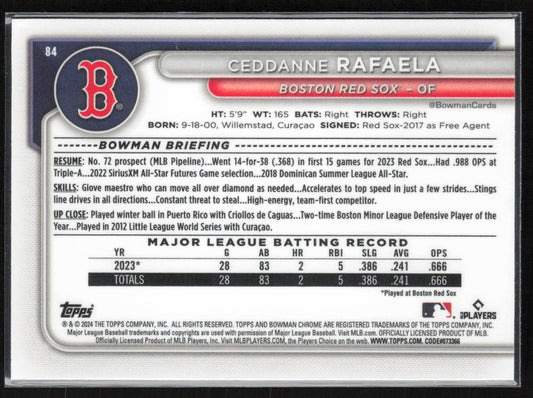 84
B
®
CEDDANNE RAFAELA
BOSTON RED SOX® – OF
@BowmanCards
HT: 5'9" WT: 165 BATS: Right THROWS: Right
BORN: 9-18-00, Willemstad, Curaçao SIGNED: Red Sox-2017 as Free Agent
BOWMAN BRIEFING
RESUME: No. 72 prospect (MLB Pipeline)...Went 14-for-38 (.368) in first 15 games for 2023 Red Sox...Had .988 OPS at
Triple-A...2022 SiriusXM All-Star Futures Game selection...2018 Dominican Summer League All-Star.
SKILLS: Glove maestro who can move all over diamond as needed...Accelerates to top speed in just a few strides...Stings
line drives in all directions...Constant threat to steal...High-energy, team-first competitor.
UP CLOSE: Played winter ball in Puerto Rico with Criollos de Caguas...Two-time Boston Minor League Defensive Player of the
Year...Played in 2012 Little League World Series with Curaçao.
MAJOR LEAGUE BATTING RECORD
YR G AB HR RBI SLG AVG OPS
2023* 28 83 2 5 .386 .241 .666
TOTALS 28 83 2 5 .386 .241 .666
*Played at Boston Red Sox
Topps
MLB PLAYERS
® & © 2024 THE TOPPS COMPANY, INC. ALL RIGHTS RESERVED. TOPPS AND BOWMAN CHROME ARE REGISTERED TRADEMARKS OF THE TOPPS COMPANY, INC.
Major League Baseball trademarks and copyrights are used with permission of Major League Baseball. Visit MLB.com. OFFICIALLY LICENSED PRODUCT OF MLB.
Officially Licensed Product of MLB Players, Inc. Visit MLBPLAYERS.com, the Players Choice on the web. WWW.TOPPS.COM. CODE#073366